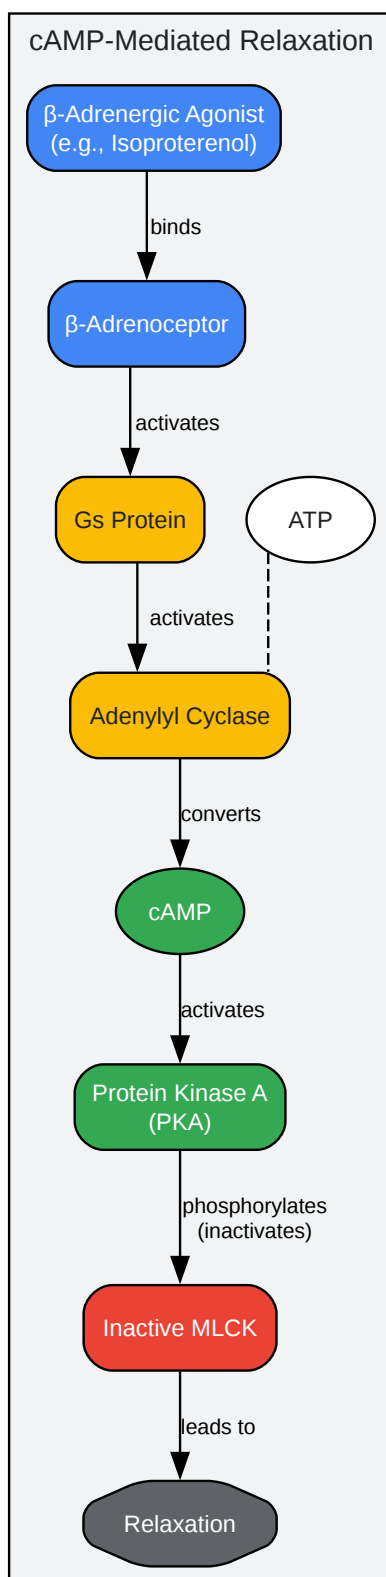 cAMP-Mediated Relaxation
β-Adrenergic Agonist
(e.g., Isoproterenol)
binds
β-Adrenoceptor
activates
Gs Protein
ATP
activates
Adenylyl Cyclase
converts
cAMP
activates
Protein Kinase A
(PKA)
phosphorylates
(inactivates)
Inactive MLCK
leads to
Relaxation